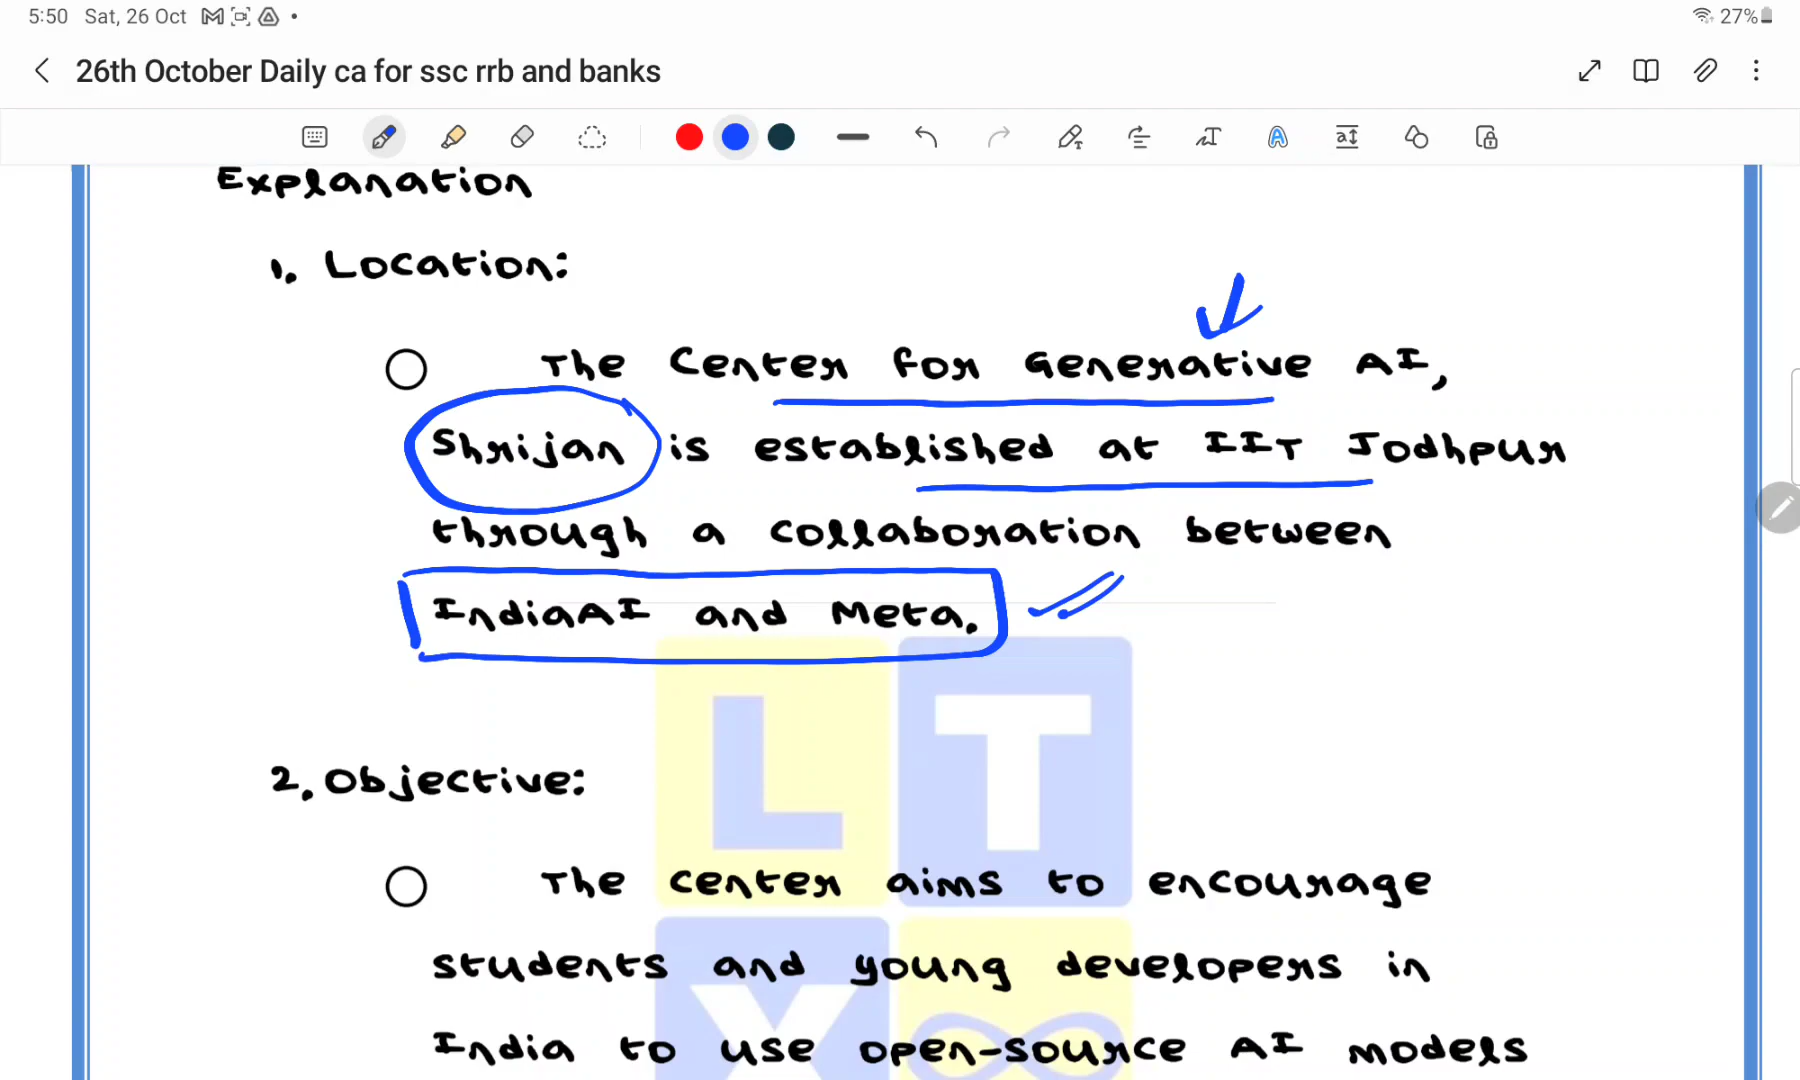 5:50 Sat, 26 Oct 27%
26th October Daily ca for ssc rrb and banks
Explanation
1. Location:
The Center for Generative AI,
Shrijan is established at IIT Jodhpur
through a collaboration between
IndiaAI and Meta.
L T
2. Objective:
The center aims to encourage
students and young developers in
X
India to use open-source AI models